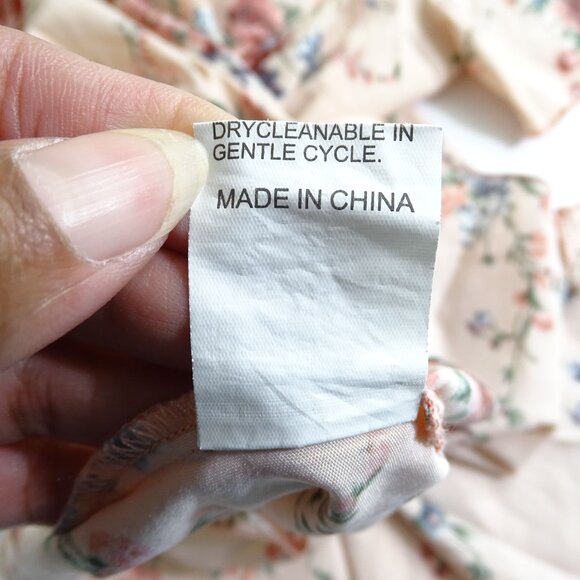 DRYCLEANABLE IN
GENTLE CYCLE.
MADE IN CHINA